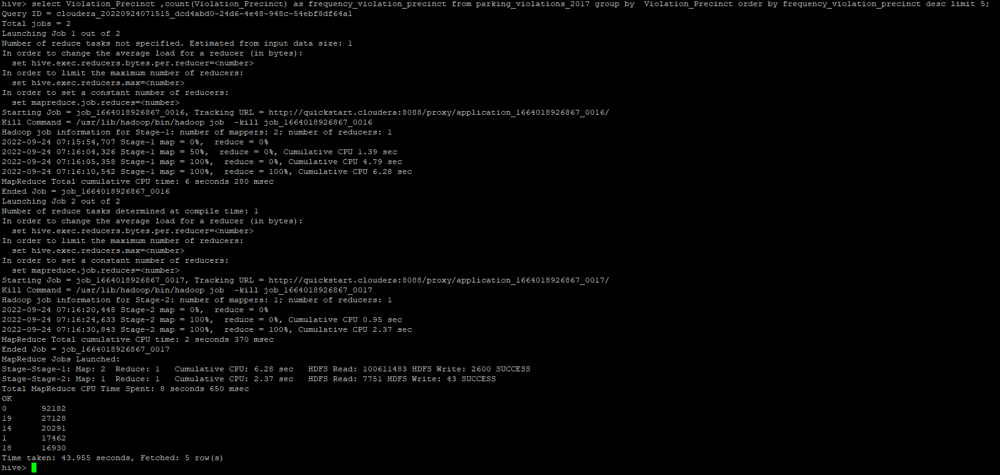 hive> select Violation_Precinct ,count(Violation_Precinct) as frequency_violation_precinct from parking_violations_2017 group by  Violation_Precinct order by frequency_violation_precinct desc limit 5;
Query ID = cloudera_20220924071515_dcd4abd0-24d6-4e48-948c-54ebf8df64a1
Total jobs = 2
Launching Job 1 out of 2
Number of reduce tasks not specified. Estimated from input data size: 1
In order to change the average load for a reducer (in bytes):
  set hive.exec.reducers.bytes.per.reducer=<number>
In order to limit the maximum number of reducers:
  set hive.exec.reducers.max=<number>
In order to set a constant number of reducers:
  set mapreduce.job.reduces=<number>
Starting Job = job_1664018926867_0016, Tracking URL = http://quickstart.cloudera:8088/proxy/application_1664018926867_0016/
Kill Command = /usr/lib/hadoop/bin/hadoop job  -kill job_1664018926867_0016
Hadoop job information for Stage-1: number of mappers: 2; number of reducers: 1
2022-09-24 07:15:54,707 Stage-1 map = 0%,  reduce = 0%
2022-09-24 07:16:04,326 Stage-1 map = 50%,  reduce = 0%, Cumulative CPU 1.39 sec
2022-09-24 07:16:05,358 Stage-1 map = 100%,  reduce = 0%, Cumulative CPU 4.79 sec
2022-09-24 07:16:10,542 Stage-1 map = 100%,  reduce = 100%, Cumulative CPU 6.28 sec
MapReduce Total cumulative CPU time: 6 seconds 280 msec
Ended Job = job_1664018926867_0016
Launching Job 2 out of 2
Number of reduce tasks determined at compile time: 1
In order to change the average load for a reducer (in bytes):
  set hive.exec.reducers.bytes.per.reducer=<number>
In order to limit the maximum number of reducers:
  set hive.exec.reducers.max=<number>
In order to set a constant number of reducers:
  set mapreduce.job.reduces=<number>
Starting Job = job_1664018926867_0017, Tracking URL = http://quickstart.cloudera:8088/proxy/application_1664018926867_0017/
Kill Command = /usr/lib/hadoop/bin/hadoop job  -kill job_1664018926867_0017
Hadoop job information for Stage-2: number of mappers: 1; number of reducers: 1
2022-09-24 07:16:20,448 Stage-2 map = 0%,  reduce = 0%
2022-09-24 07:16:24,633 Stage-2 map = 100%,  reduce = 0%, Cumulative CPU 0.95 sec
2022-09-24 07:16:30,843 Stage-2 map = 100%,  reduce = 100%, Cumulative CPU 2.37 sec
MapReduce Total cumulative CPU time: 2 seconds 370 msec
Ended Job = job_1664018926867_0017
MapReduce Jobs Launched:
Stage-Stage-1: Map: 2  Reduce: 1   Cumulative CPU: 6.28 sec   HDFS Read: 100611483 HDFS Write: 2600 SUCCESS
Stage-Stage-2: Map: 1  Reduce: 1   Cumulative CPU: 2.37 sec   HDFS Read: 7751 HDFS Write: 43 SUCCESS
Total MapReduce CPU Time Spent: 8 seconds 650 msec
OK
0       92182
19      27128
14      20291
1       17462
18      16930
Time taken: 43.955 seconds, Fetched: 5 row(s)
hive>